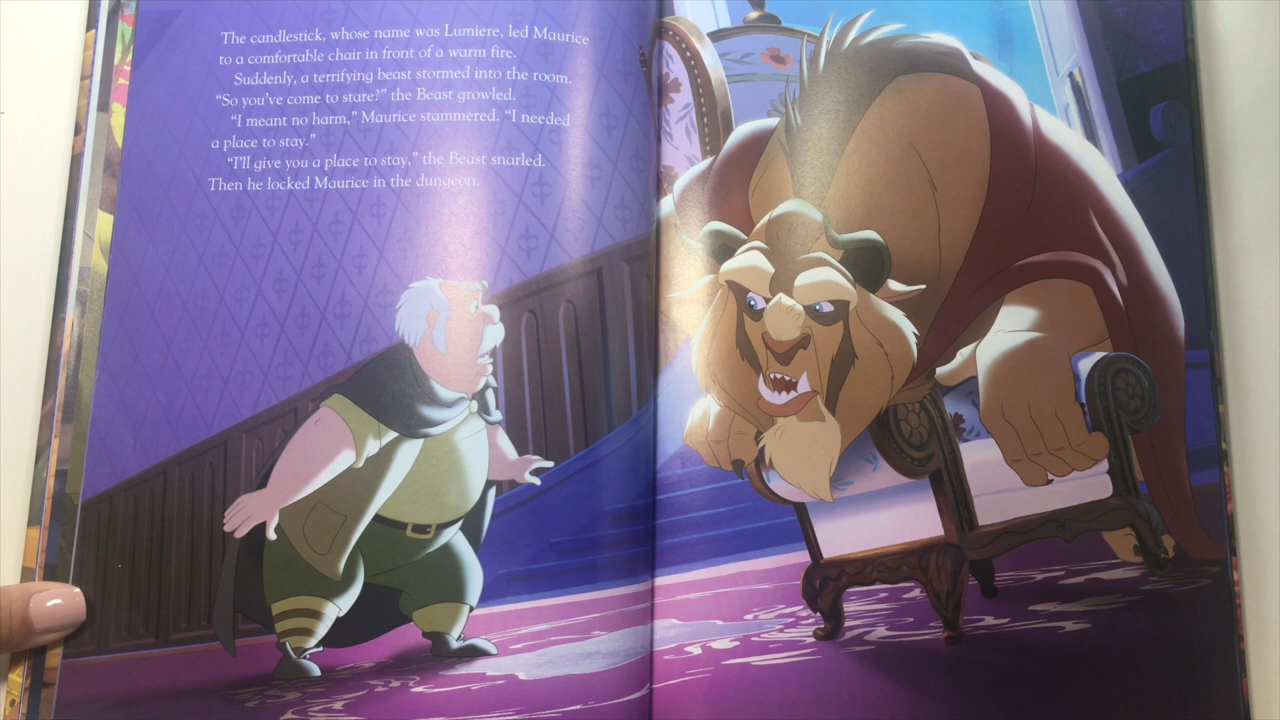 The candlestick, whose name was Lumiere, led Maurice
to a comfortable chair in front of a warm fire.
Suddenly, a terrifying beast stormed into the room.
“So you’ve come to stare?” the Beast growled.
“I meant no harm,” Maurice stammered. “I needed
a place to stay.”
“I’ll give you a place to stay,” the Beast snarled.
Then he locked Maurice in the dungeon.